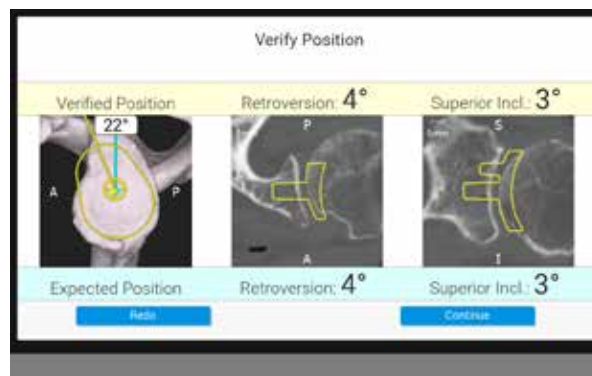 Verify Position
Verified Position Retroversion: 4° Superior Incl.: 3°
22°
P
S
A
P
A
I
Expected Position Retroversion: 4° Superior Incl.: 3°
Redo
Continue